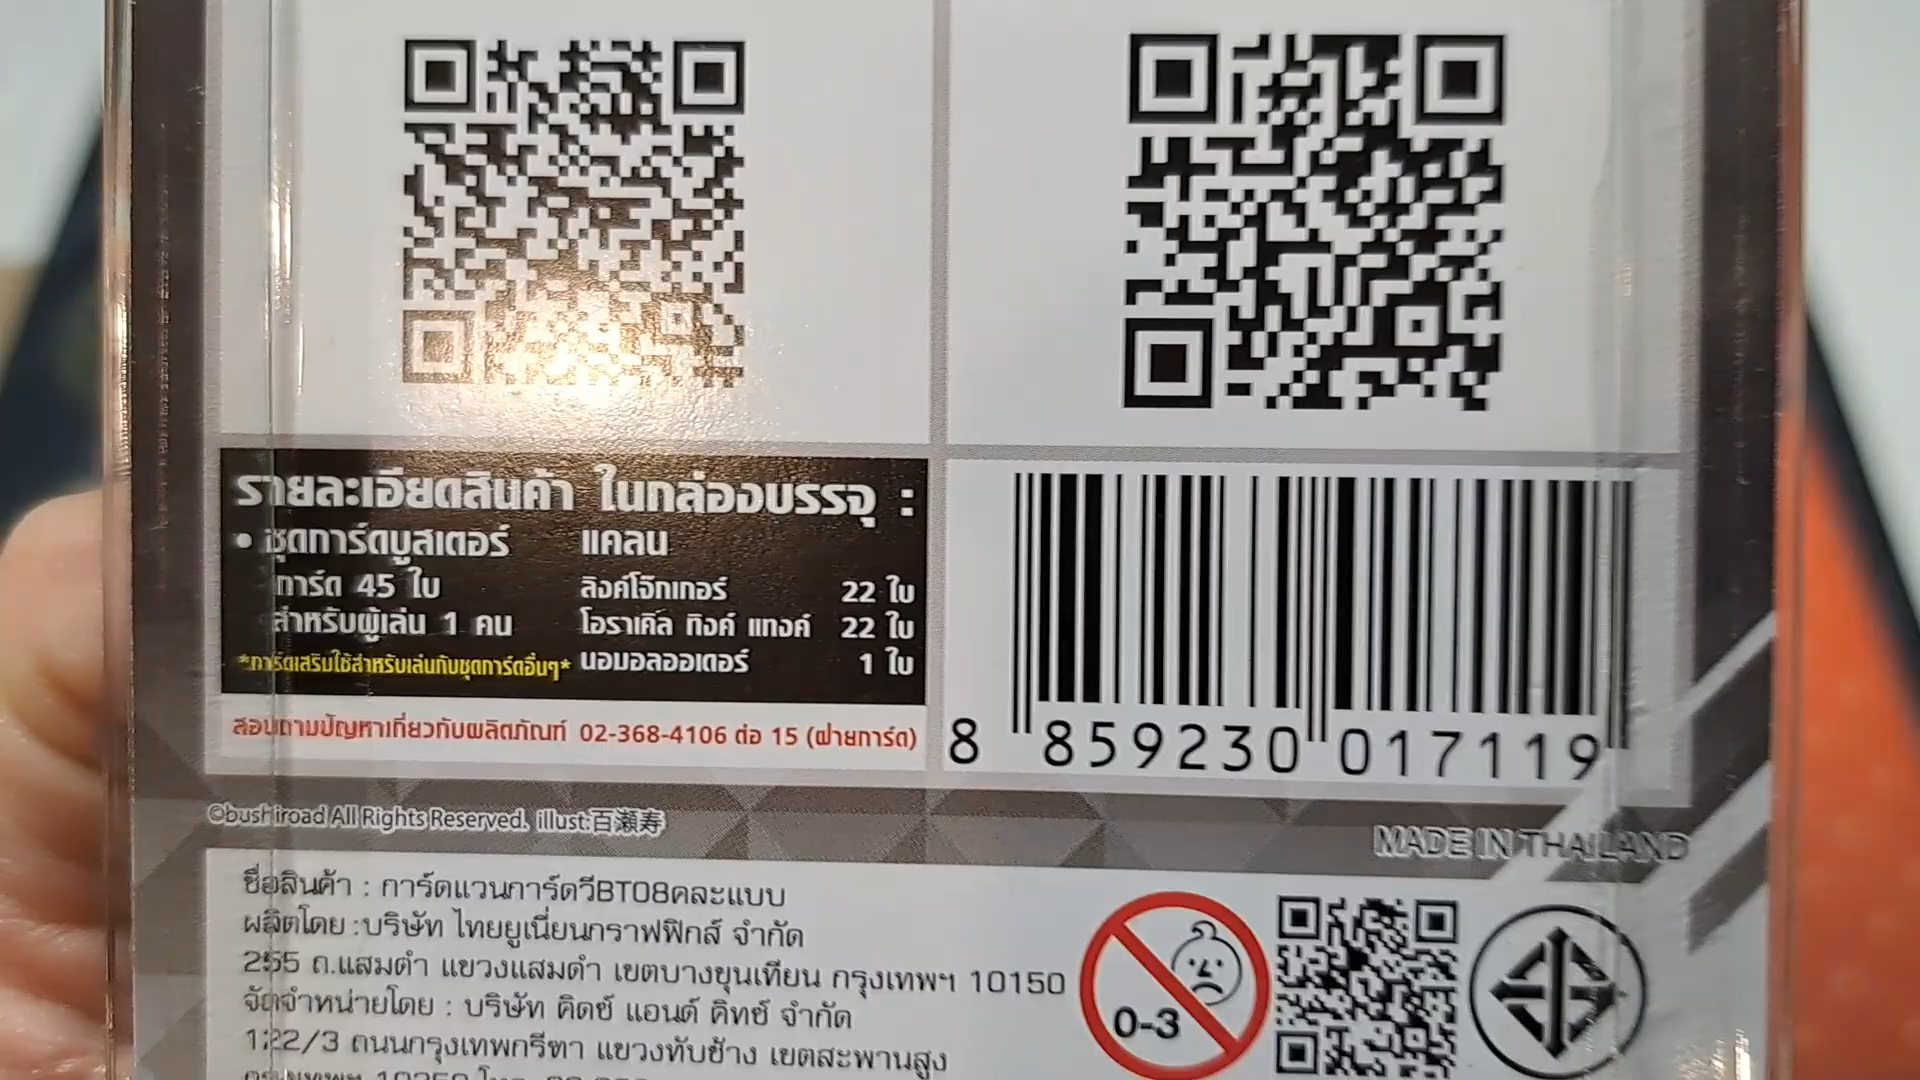 รายละเอียดสินค้า ในกล่องบรรจุ :
• ชุดการ์ดบูสเตอร์ แคลน
การ์ด 45 ใบ ลิงค์โจ๊กเกอร์ 22 ใบ
สำหรับผู้เล่น 1 คน โอราเคิล ทิงค์ แทงค์ 22 ใบ
*การ์ดเสริมใช้สำหรับเล่นกับชุดการ์ดอื่นๆ* นอมอลออเดอร์ 1 ใบ
สอบถามปัญหาเกี่ยวกับผลิตภัณฑ์ 02-368-4106 ต่อ 15 (ฝ่ายการ์ด)
8 859230 017119
©bushiroad All Rights Reserved. illust:百瀬寿
MADE IN THAILAND
ชื่อสินค้า : การ์ดแวนการ์ดวีBT08คละแบบ
ผลิตโดย :บริษัท ไทยยูเนี่ยนกราฟฟิกส์ จำกัด
255 ถ.แสมดำ แขวงแสมดำ เขตบางขุนเทียน กรุงเทพฯ 10150
จัดจำหน่ายโดย : บริษัท คิดซ์ แอนด์ คิทซ์ จำกัด
122/3 ถนนกรุงเทพกรีฑา แขวงทับช้าง เขตสะพานสูง
0-3